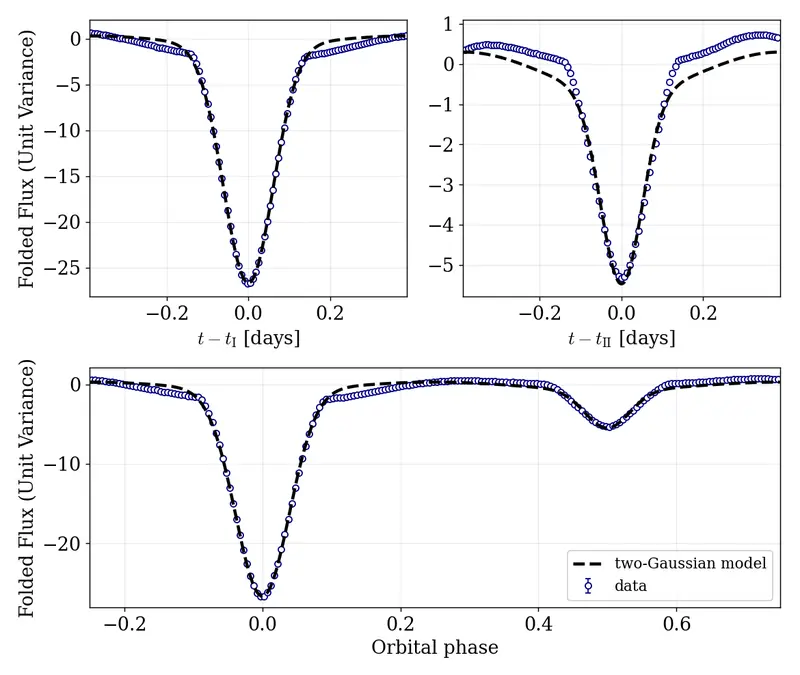 Folded Flux (Unit Variance)
0
−5
−10
−15
−20
−25
−0.2 0.0 0.2
t − t_I [days]
1
0
−1
−2
−3
−4
−5
−0.2 0.0 0.2
t − t_II [days]
Folded Flux (Unit Variance)
0
−10
−20
−0.2 0.0 0.2 0.4 0.6
Orbital phase
two-Gaussian model
data